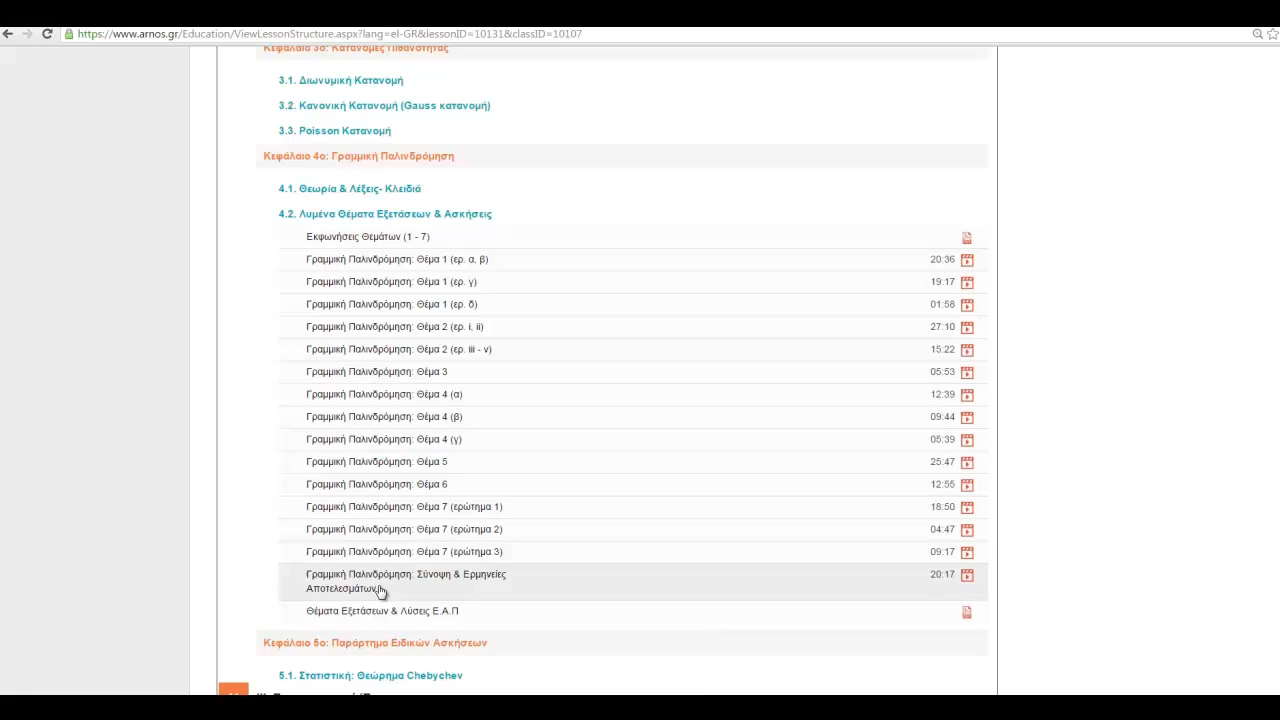 https://www.arnos.gr/Education/ViewLessonStructure.aspx?lang=el-GR&lessonID=10131&classID=10107
Κεφάλαιο 3ο: Κατανομές Πιθανότητας
3.1. Διωνυμική Κατανομή
3.2. Κανονική Κατανομή (Gauss κατανομή)
3.3. Poisson Κατανομή
Κεφάλαιο 4ο: Γραμμική Παλινδρόμηση
4.1. Θεωρία & Λέξεις- Κλειδιά
4.2. Λυμένα Θέματα Εξετάσεων & Ασκήσεις
Εκφωνήσεις Θεμάτων (1 - 7)
Γραμμική Παλινδρόμηση: Θέμα 1 (ερ. α, β) 20:36
Γραμμική Παλινδρόμηση: Θέμα 1 (ερ. γ) 19:17
Γραμμική Παλινδρόμηση: Θέμα 1 (ερ. δ) 01:58
Γραμμική Παλινδρόμηση: Θέμα 2 (ερ. i, ii) 27:10
Γραμμική Παλινδρόμηση: Θέμα 2 (ερ. iii - v) 15:22
Γραμμική Παλινδρόμηση: Θέμα 3 05:53
Γραμμική Παλινδρόμηση: Θέμα 4 (α) 12:39
Γραμμική Παλινδρόμηση: Θέμα 4 (β) 09:44
Γραμμική Παλινδρόμηση: Θέμα 4 (γ) 05:39
Γραμμική Παλινδρόμηση: Θέμα 5 25:47
Γραμμική Παλινδρόμηση: Θέμα 6 12:55
Γραμμική Παλινδρόμηση: Θέμα 7 (ερώτημα 1) 18:50
Γραμμική Παλινδρόμηση: Θέμα 7 (ερώτημα 2) 04:47
Γραμμική Παλινδρόμηση: Θέμα 7 (ερώτημα 3) 09:17
Γραμμική Παλινδρόμηση: Σύνοψη & Ερμηνείες 20:17
Αποτελεσμάτων
Θέματα Εξετάσεων & Λύσεις Ε.Α.Π
Κεφάλαιο 5ο: Παράρτημα Ειδικών Ασκήσεων
5.1. Στατιστική: Θεώρημα Chebychev